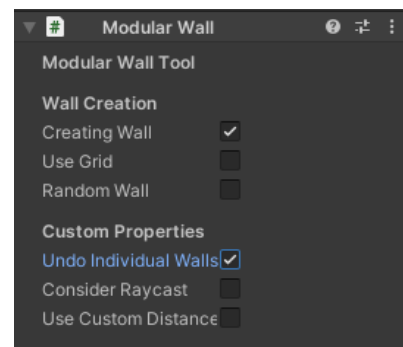 # Modular Wall
Modular Wall Tool
Wall Creation
Creating Wall
Use Grid
Random Wall
Custom Properties
Undo Individual Walls
Consider Raycast
Use Custom Distance